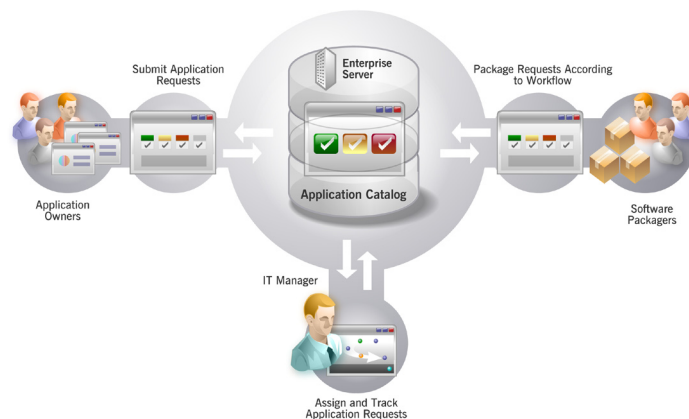 Enterprise
Server
Submit Application
Requests
Package Requests According
to Workflow
Application Catalog
Application
Owners
Software
Packagers
IT Manager
Assign and Track
Application Requests